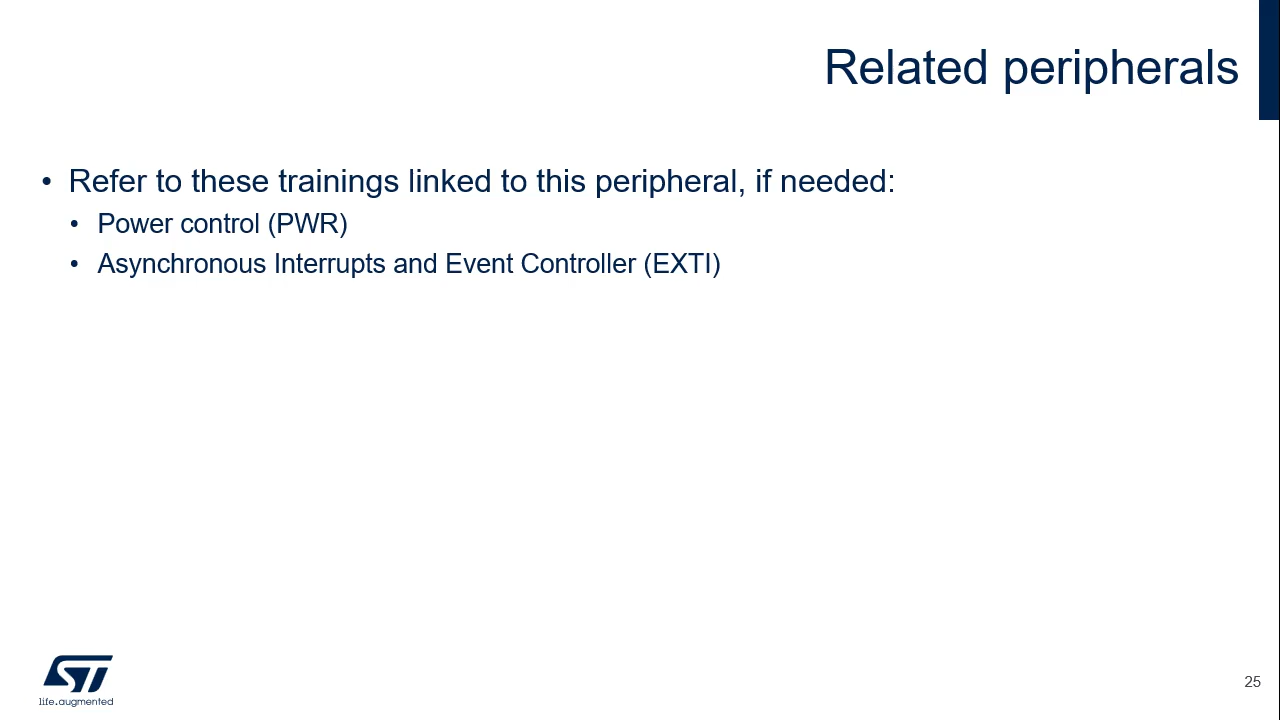 Related peripherals
• Refer to these trainings linked to this peripheral, if needed:
• Power control (PWR)
• Asynchronous Interrupts and Event Controller (EXTI)
ST
life.augmented
25